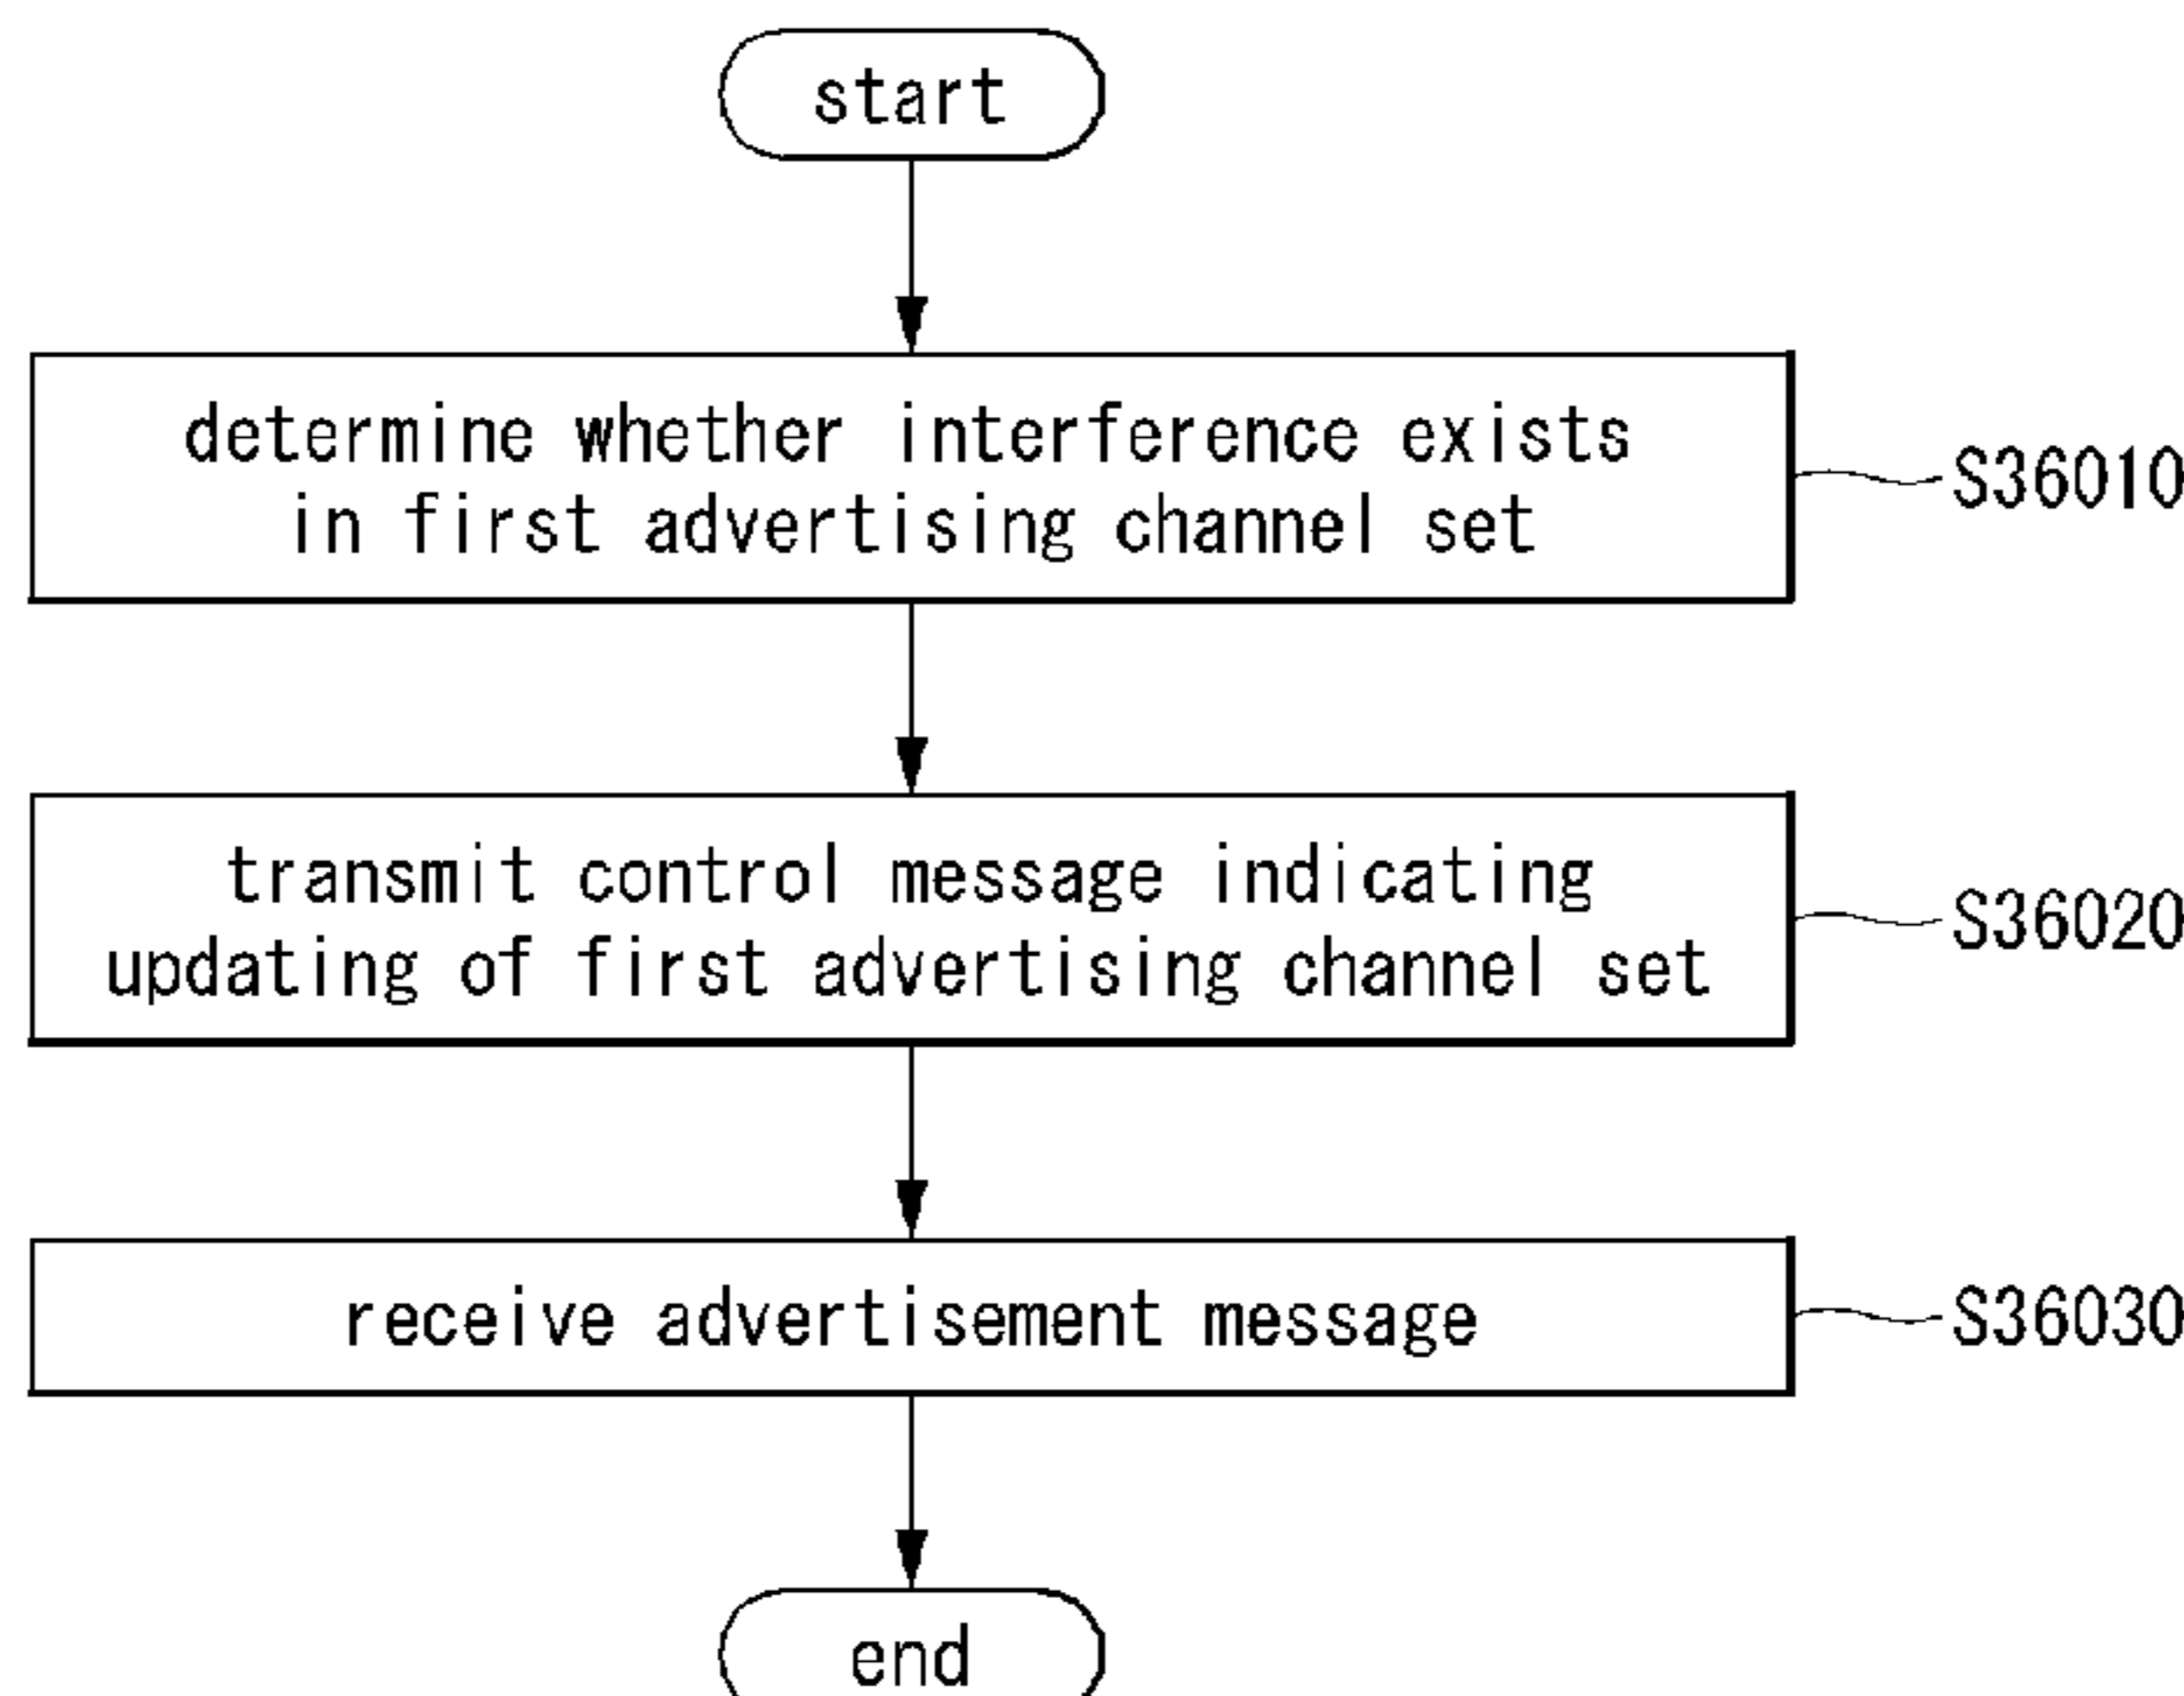 start
determine whether interference exists
in first advertising channel set
S36010
transmit control message indicating
updating of first advertising channel set
S36020
receive advertisement message
S36030
end